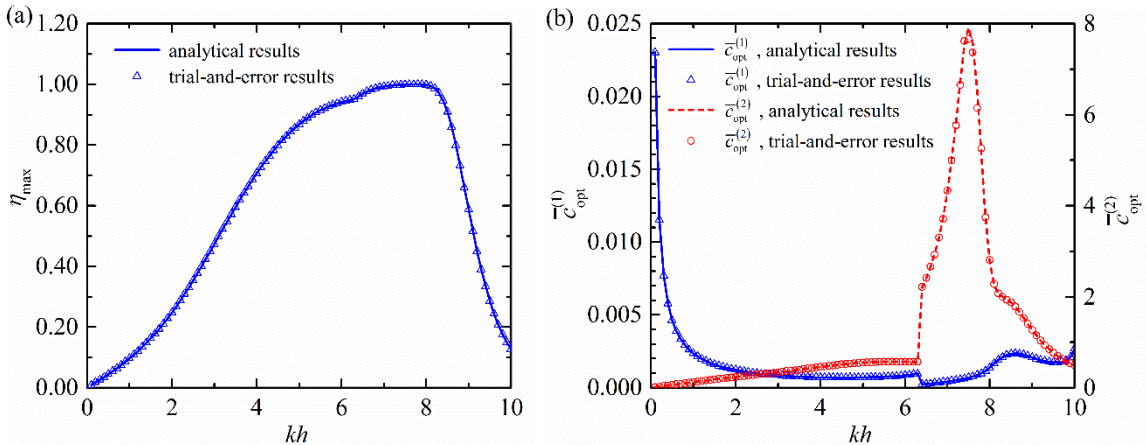 (a)
1.20
1.00
0.80
0.60
0.40
0.20
0.00
η_max
analytical results
trial-and-error results
0 2 4 6 8 10
kh
(b)
0.025
0.020
0.015
0.010
0.005
0.000
c̅_opt^(1)
c̅_opt^(1) , analytical results
c̅_opt^(1) , trial-and-error results
c̅_opt^(2) , analytical results
c̅_opt^(2) , trial-and-error results
8
6
4
2
0
c̅_opt^(2)
0 2 4 6 8 10
kh